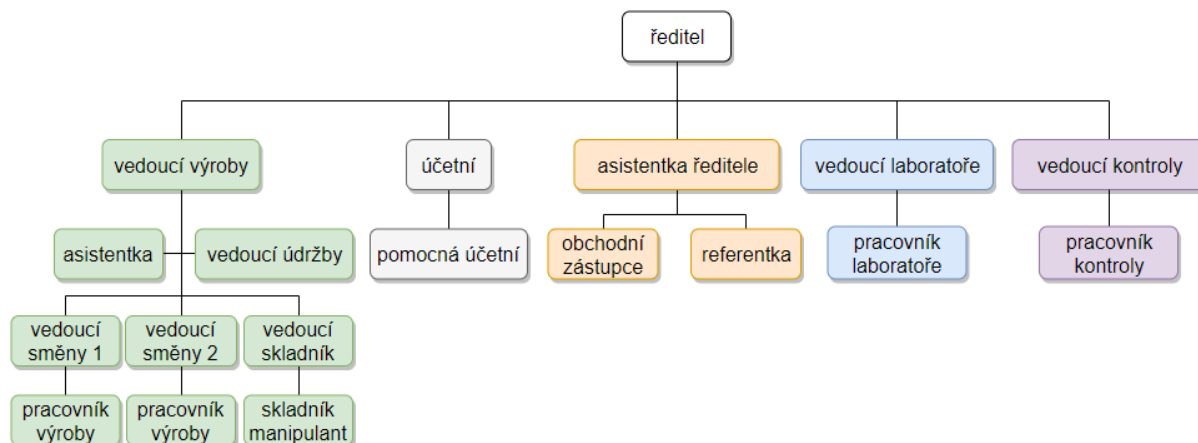 ředitel
vedoucí výroby
účetní
asistentka ředitele
vedoucí laboratoře
vedoucí kontroly
asistentka
vedoucí údržby
pomocná účetní
obchodní
zástupce
referentka
pracovník
laboratoře
pracovník
kontroly
vedoucí
směny 1
vedoucí
směny 2
vedoucí
skladník
pracovník
výroby
pracovník
výroby
skladník
manipulant